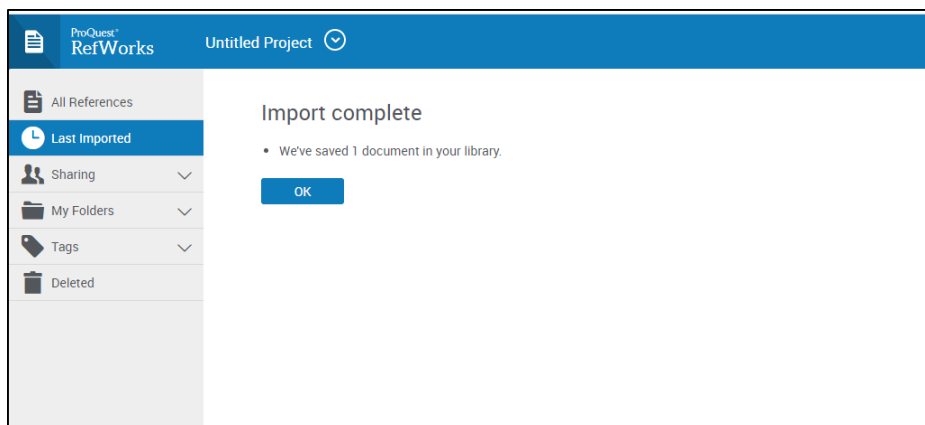 ProQuest®
RefWorks
Untitled Project
All References
Last Imported
Sharing
My Folders
Tags
Deleted
Import complete
• We've saved 1 document in your library.
OK